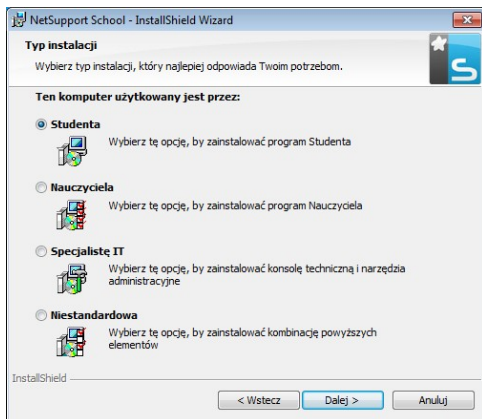 NetSupport School - InstallShield Wizard
Typ instalacji
Wybierz typ instalacji, który najlepiej odpowiada Twoim potrzebom.
S
Ten komputer użytkowany jest przez:
Studenta
Wybierz tę opcję, by zainstalować program Studenta
Nauczyciela
Wybierz tę opcję, by zainstalować program Nauczyciela
Specjalistę IT
Wybierz tę opcję, by zainstalować konsolę techniczną i narzędzia
administracyjne
Niestandardowa
Wybierz tę opcję, by zainstalować kombinację powyższych
elementów
InstallShield
< Wstecz
Dalej >
Anuluj